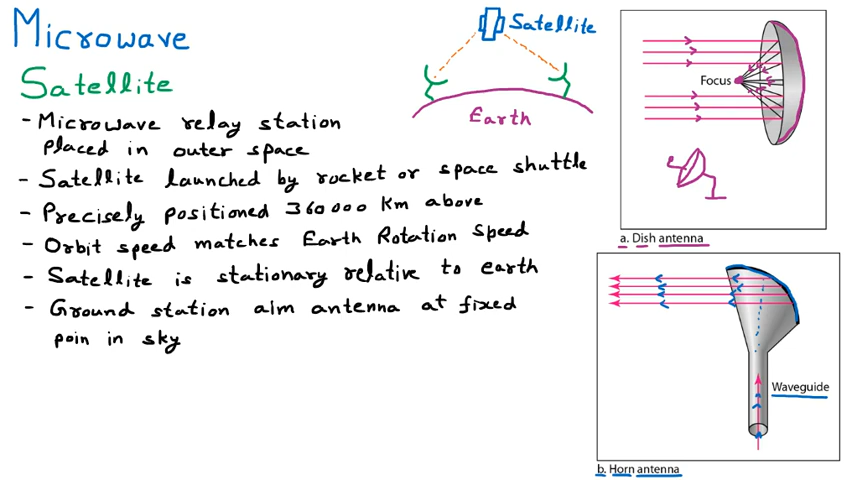 Microwave
Satellite
Satellite
Earth
- Microwave relay station
placed in outer space
- Satellite launched by rocket or space shuttle
- Precisely positioned 360000 Km above
- Orbit speed matches Earth Rotation Speed
- Satellite is stationary relative to earth
- Ground station aim antenna at fixed
poin in sky
Focus
a. Dish antenna
Waveguide
b. Horn antenna